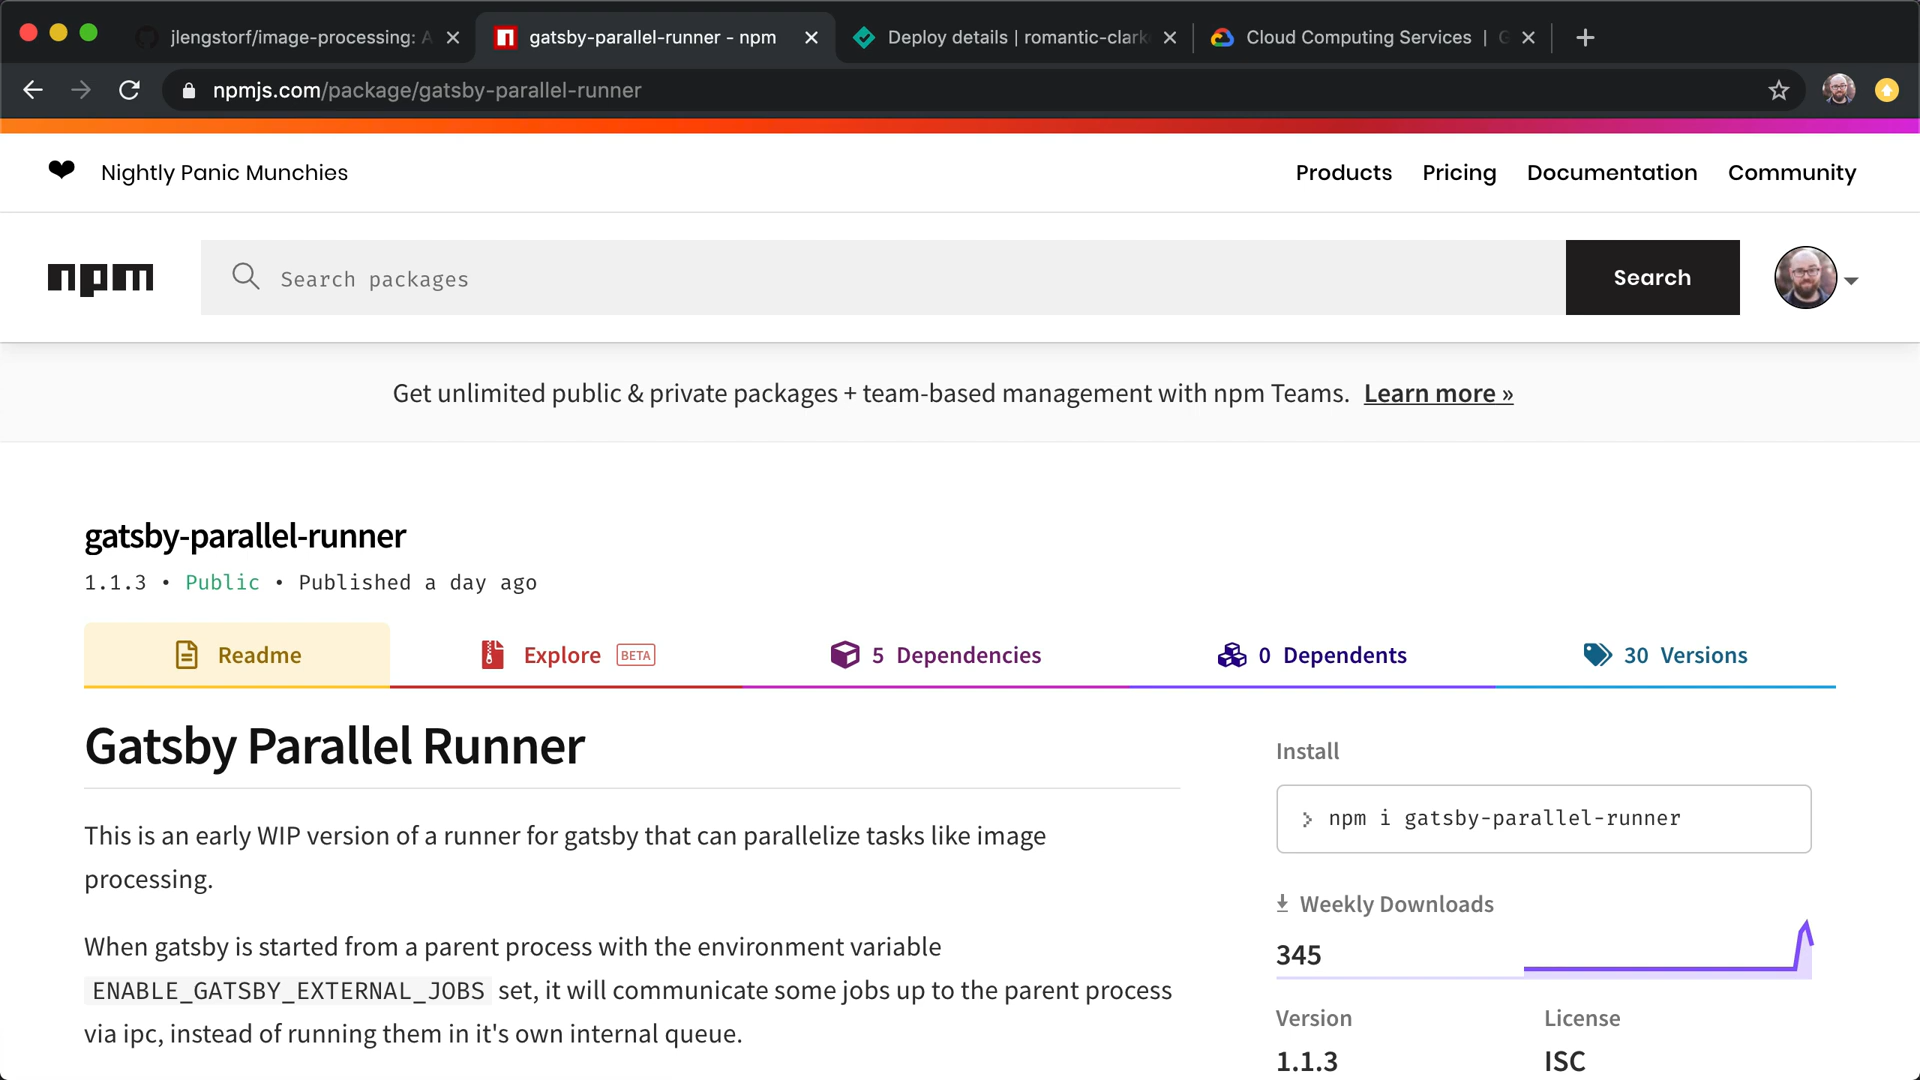 jlengstorf/image-processing: A
gatsby-parallel-runner - npm
Deploy details | romantic-clark
Cloud Computing Services | G
npmjs.com/package/gatsby-parallel-runner
Nightly Panic Munchies
Products
Pricing
Documentation
Community
npm
Search packages
Search
Get unlimited public & private packages + team-based management with npm Teams. Learn more »
gatsby-parallel-runner
1.1.3 • Public • Published a day ago
Readme
Explore BETA
5 Dependencies
0 Dependents
30 Versions
Gatsby Parallel Runner
This is an early WIP version of a runner for gatsby that can parallelize tasks like image
processing.
When gatsby is started from a parent process with the environment variable
ENABLE_GATSBY_EXTERNAL_JOBS set, it will communicate some jobs up to the parent process
via ipc, instead of running them in it's own internal queue.
Install
npm i gatsby-parallel-runner
Weekly Downloads
345
Version
License
1.1.3
ISC